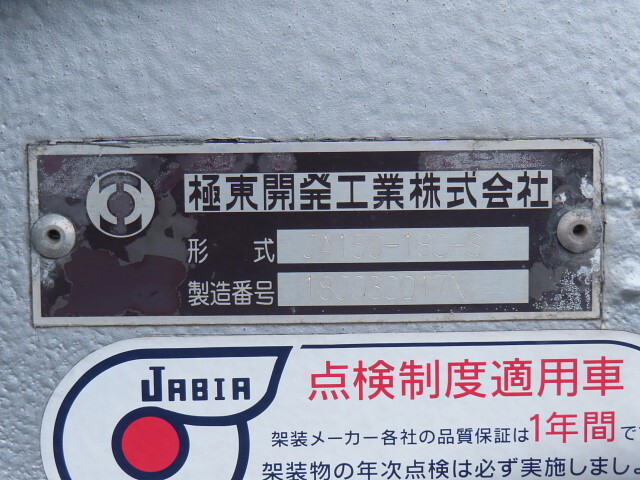 極東開発工業株式会社
形式
製造番号
JABIA
点検制度適用車
架装メーカー各社の品質保証は1年間で
架装物の年次点検は必ず実施しましょ